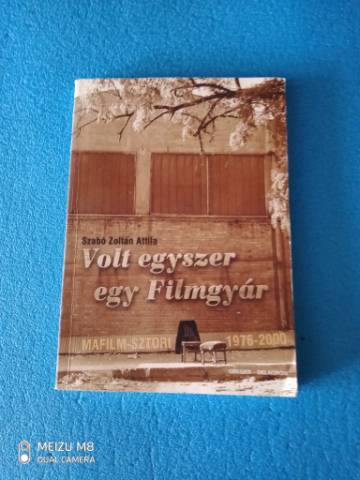 Szabó Zoltán Attila
Volt egyszer
egy Filmgyár
MAFILM-SZTORI 1976-2000
MEIZU M8
DUAL CAMERA